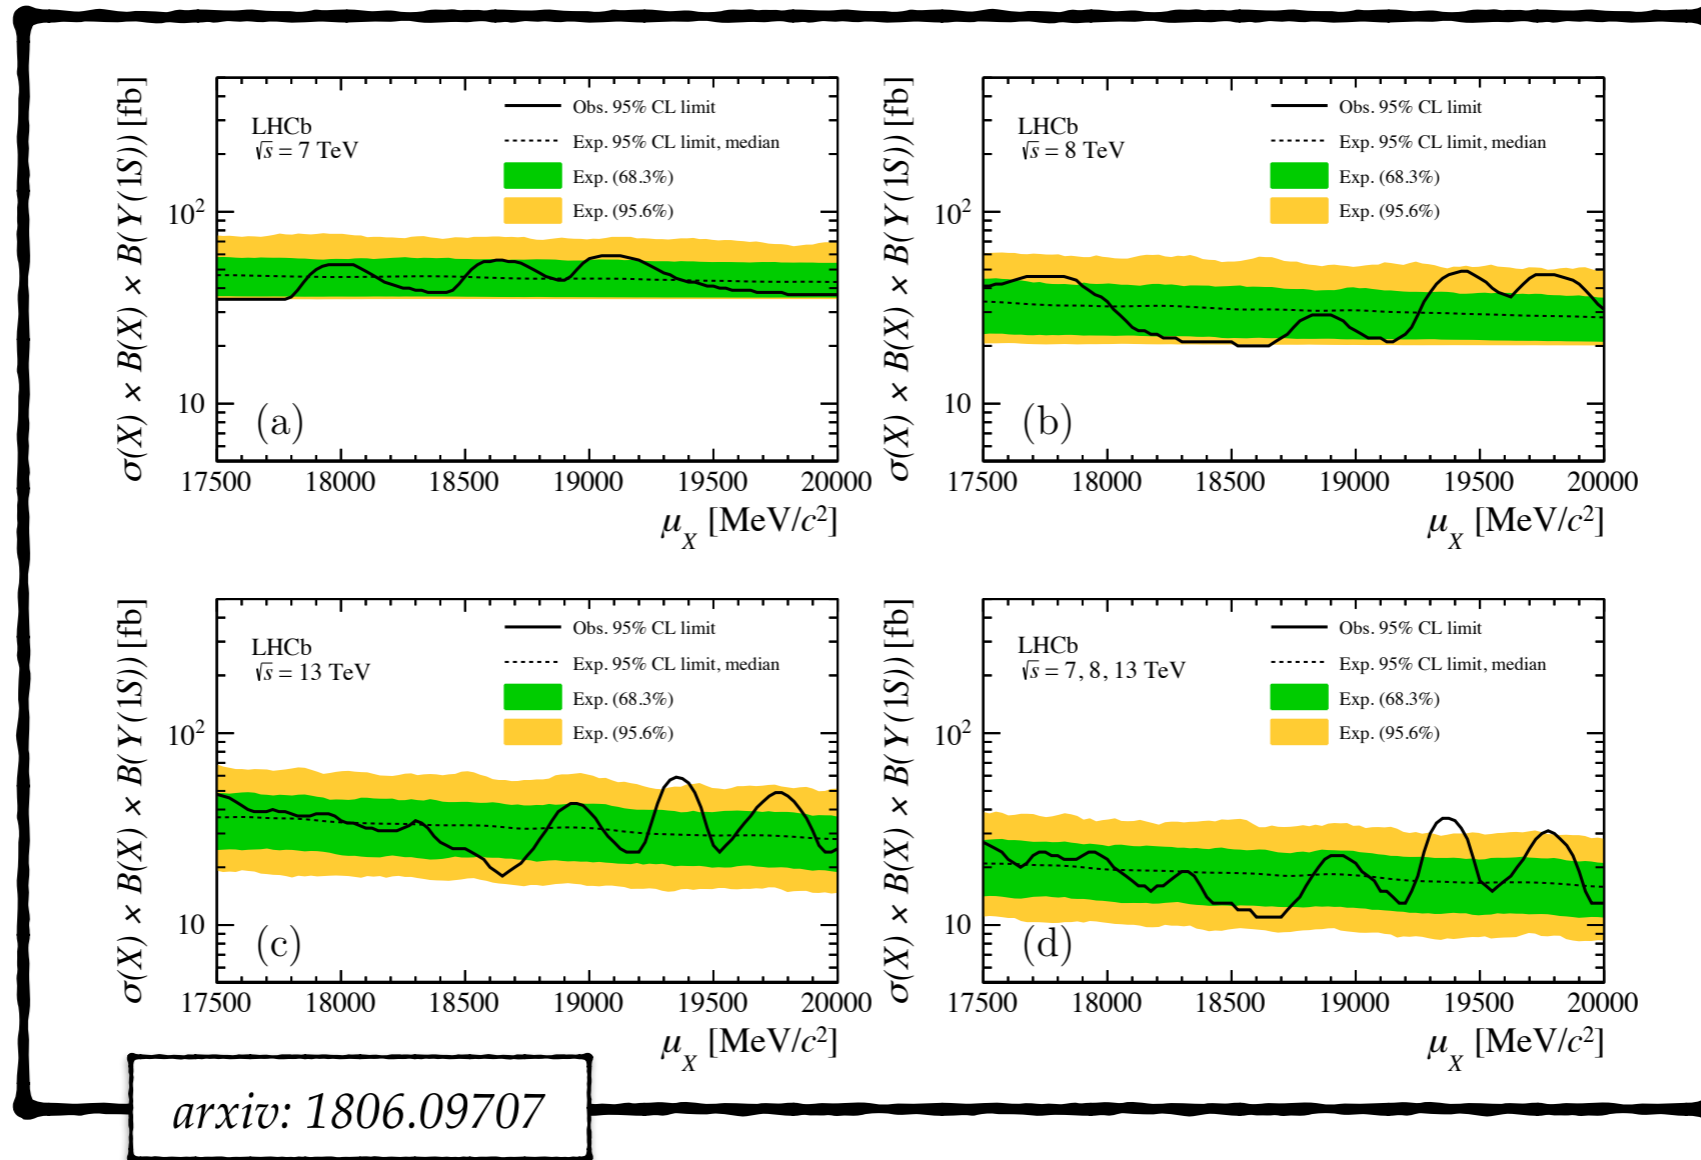 σ(X) × B(X) × B(Y(1S)) [fb]
LHCb
√s = 7 TeV
Obs. 95% CL limit
Exp. 95% CL limit, median
Exp. (68.3%)
Exp. (95.6%)
10²
10
(a)
17500 18000 18500 19000 19500 20000
μ_X [MeV/c²]
σ(X) × B(X) × B(Y(1S)) [fb]
LHCb
√s = 8 TeV
Obs. 95% CL limit
Exp. 95% CL limit, median
Exp. (68.3%)
Exp. (95.6%)
10²
10
(b)
17500 18000 18500 19000 19500 20000
μ_X [MeV/c²]
σ(X) × B(X) × B(Y(1S)) [fb]
LHCb
√s = 13 TeV
Obs. 95% CL limit
Exp. 95% CL limit, median
Exp. (68.3%)
Exp. (95.6%)
10²
10
(c)
17500 18000 18500 19000 19500 20000
μ_X [MeV/c²]
σ(X) × B(X) × B(Y(1S)) [fb]
LHCb
√s = 7, 8, 13 TeV
Obs. 95% CL limit
Exp. 95% CL limit, median
Exp. (68.3%)
Exp. (95.6%)
10²
10
(d)
17500 18000 18500 19000 19500 20000
μ_X [MeV/c²]
arxiv: 1806.09707